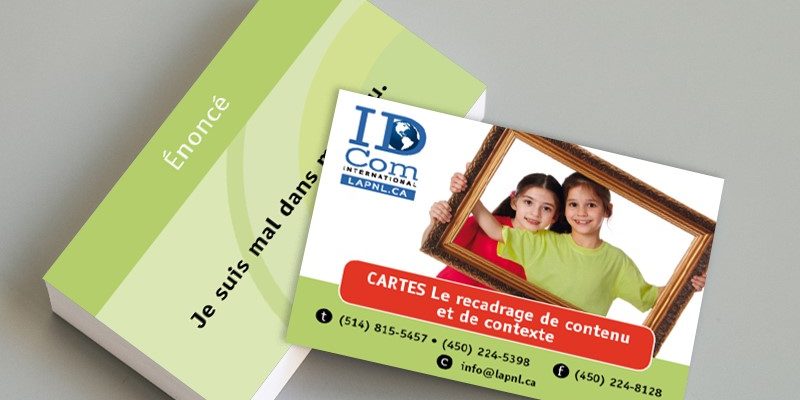 Énoncé
Je suis mal dans
ID
Com
INTERNATIONAL
LAPNL.CA
CARTES Le recadrage de contenu
et de contexte
t (514) 815-5457 • (450) 224-5398
f (450) 224-8128
c info@lapnl.ca